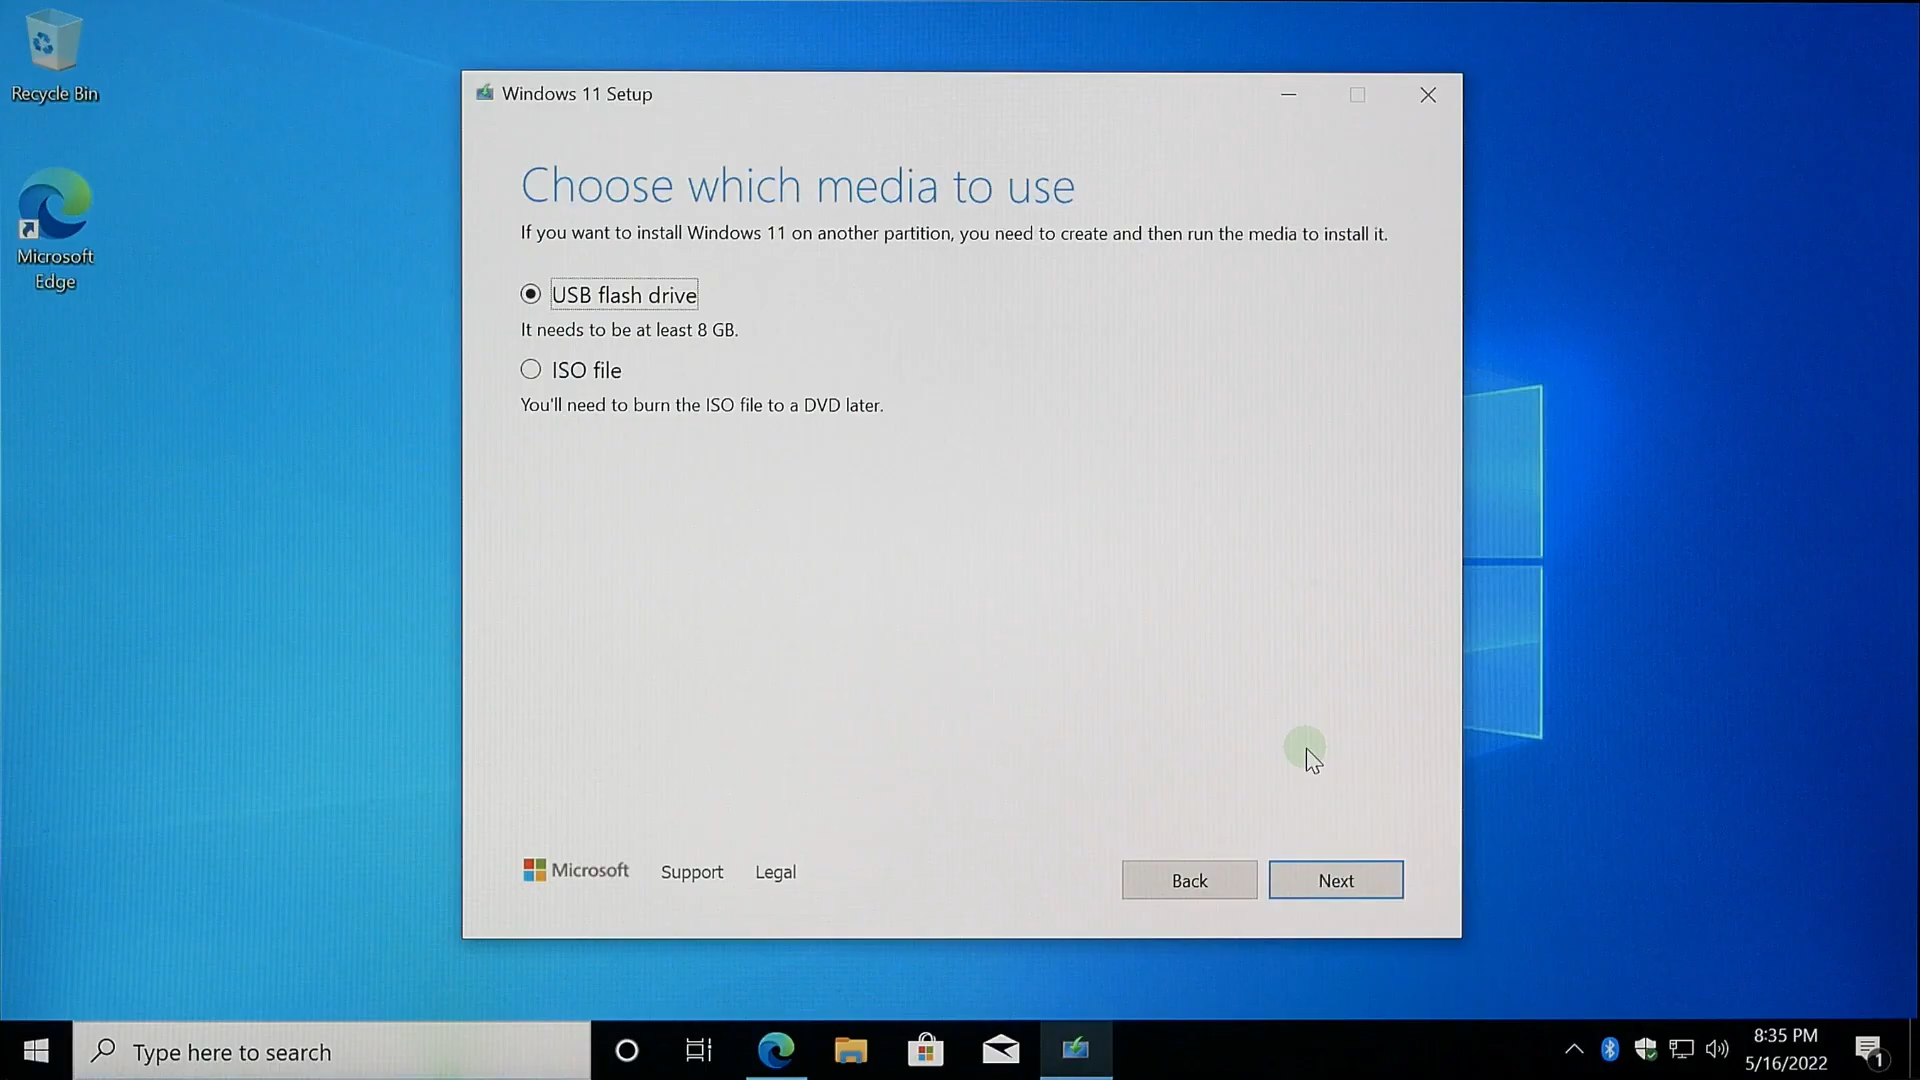 Recycle Bin
Microsoft
Edge
Windows 11 Setup
Choose which media to use
If you want to install Windows 11 on another partition, you need to create and then run the media to install it.
USB flash drive
It needs to be at least 8 GB.
ISO file
You'll need to burn the ISO file to a DVD later.
Microsoft
Support
Legal
Back
Next
Type here to search
8:35 PM
5/16/2022
1